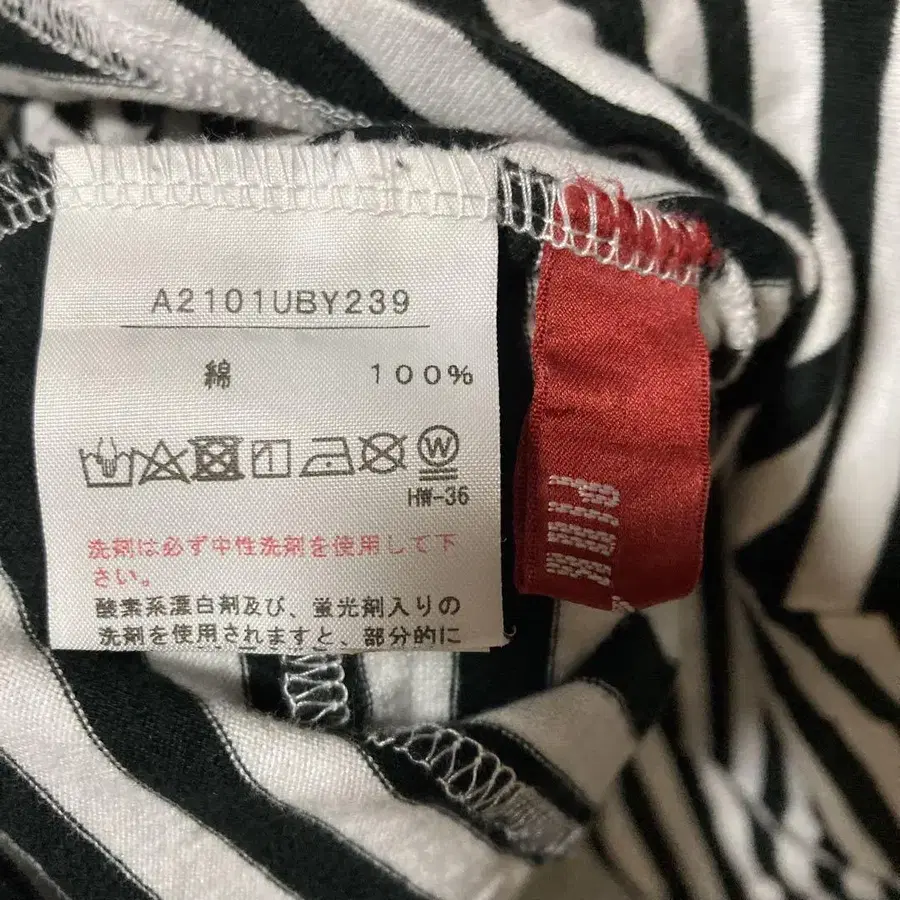 A2101UBY239
綿 100%
W
HW-36
洗剤は必ず中性洗剤を使用して下
さい。
酸素系漂白剤及び、蛍光剤入りの
洗剤を使用されますと、部分的に
PINK